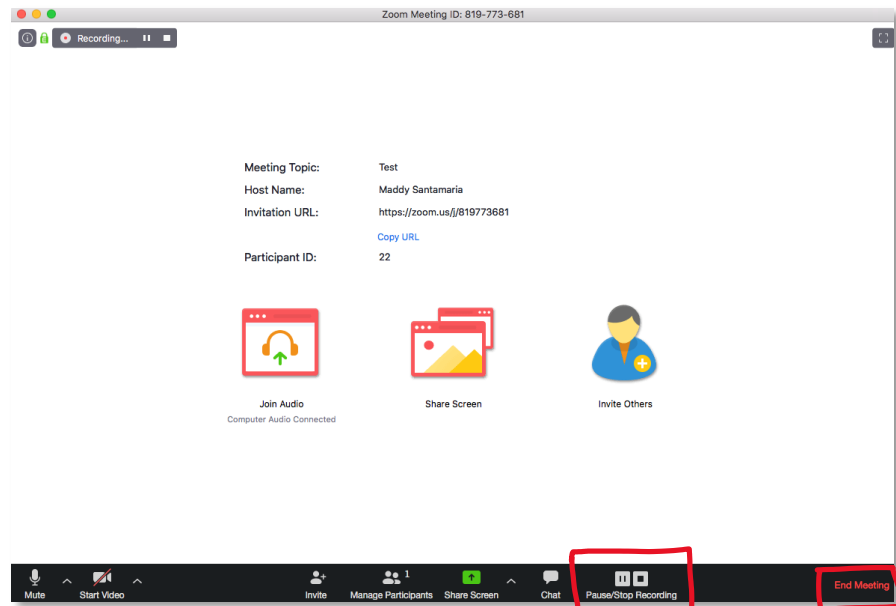 Zoom Meeting ID: 819-773-681
Recording...
Meeting Topic: Test
Host Name: Maddy Santamaria
Invitation URL: https://zoom.us/j/819773681
Copy URL
Participant ID: 22
Join Audio Share Screen Invite Others
Computer Audio Connected
1
Mute Start Video Invite Manage Participants Share Screen Chat Pause/Stop Recording End Meeting